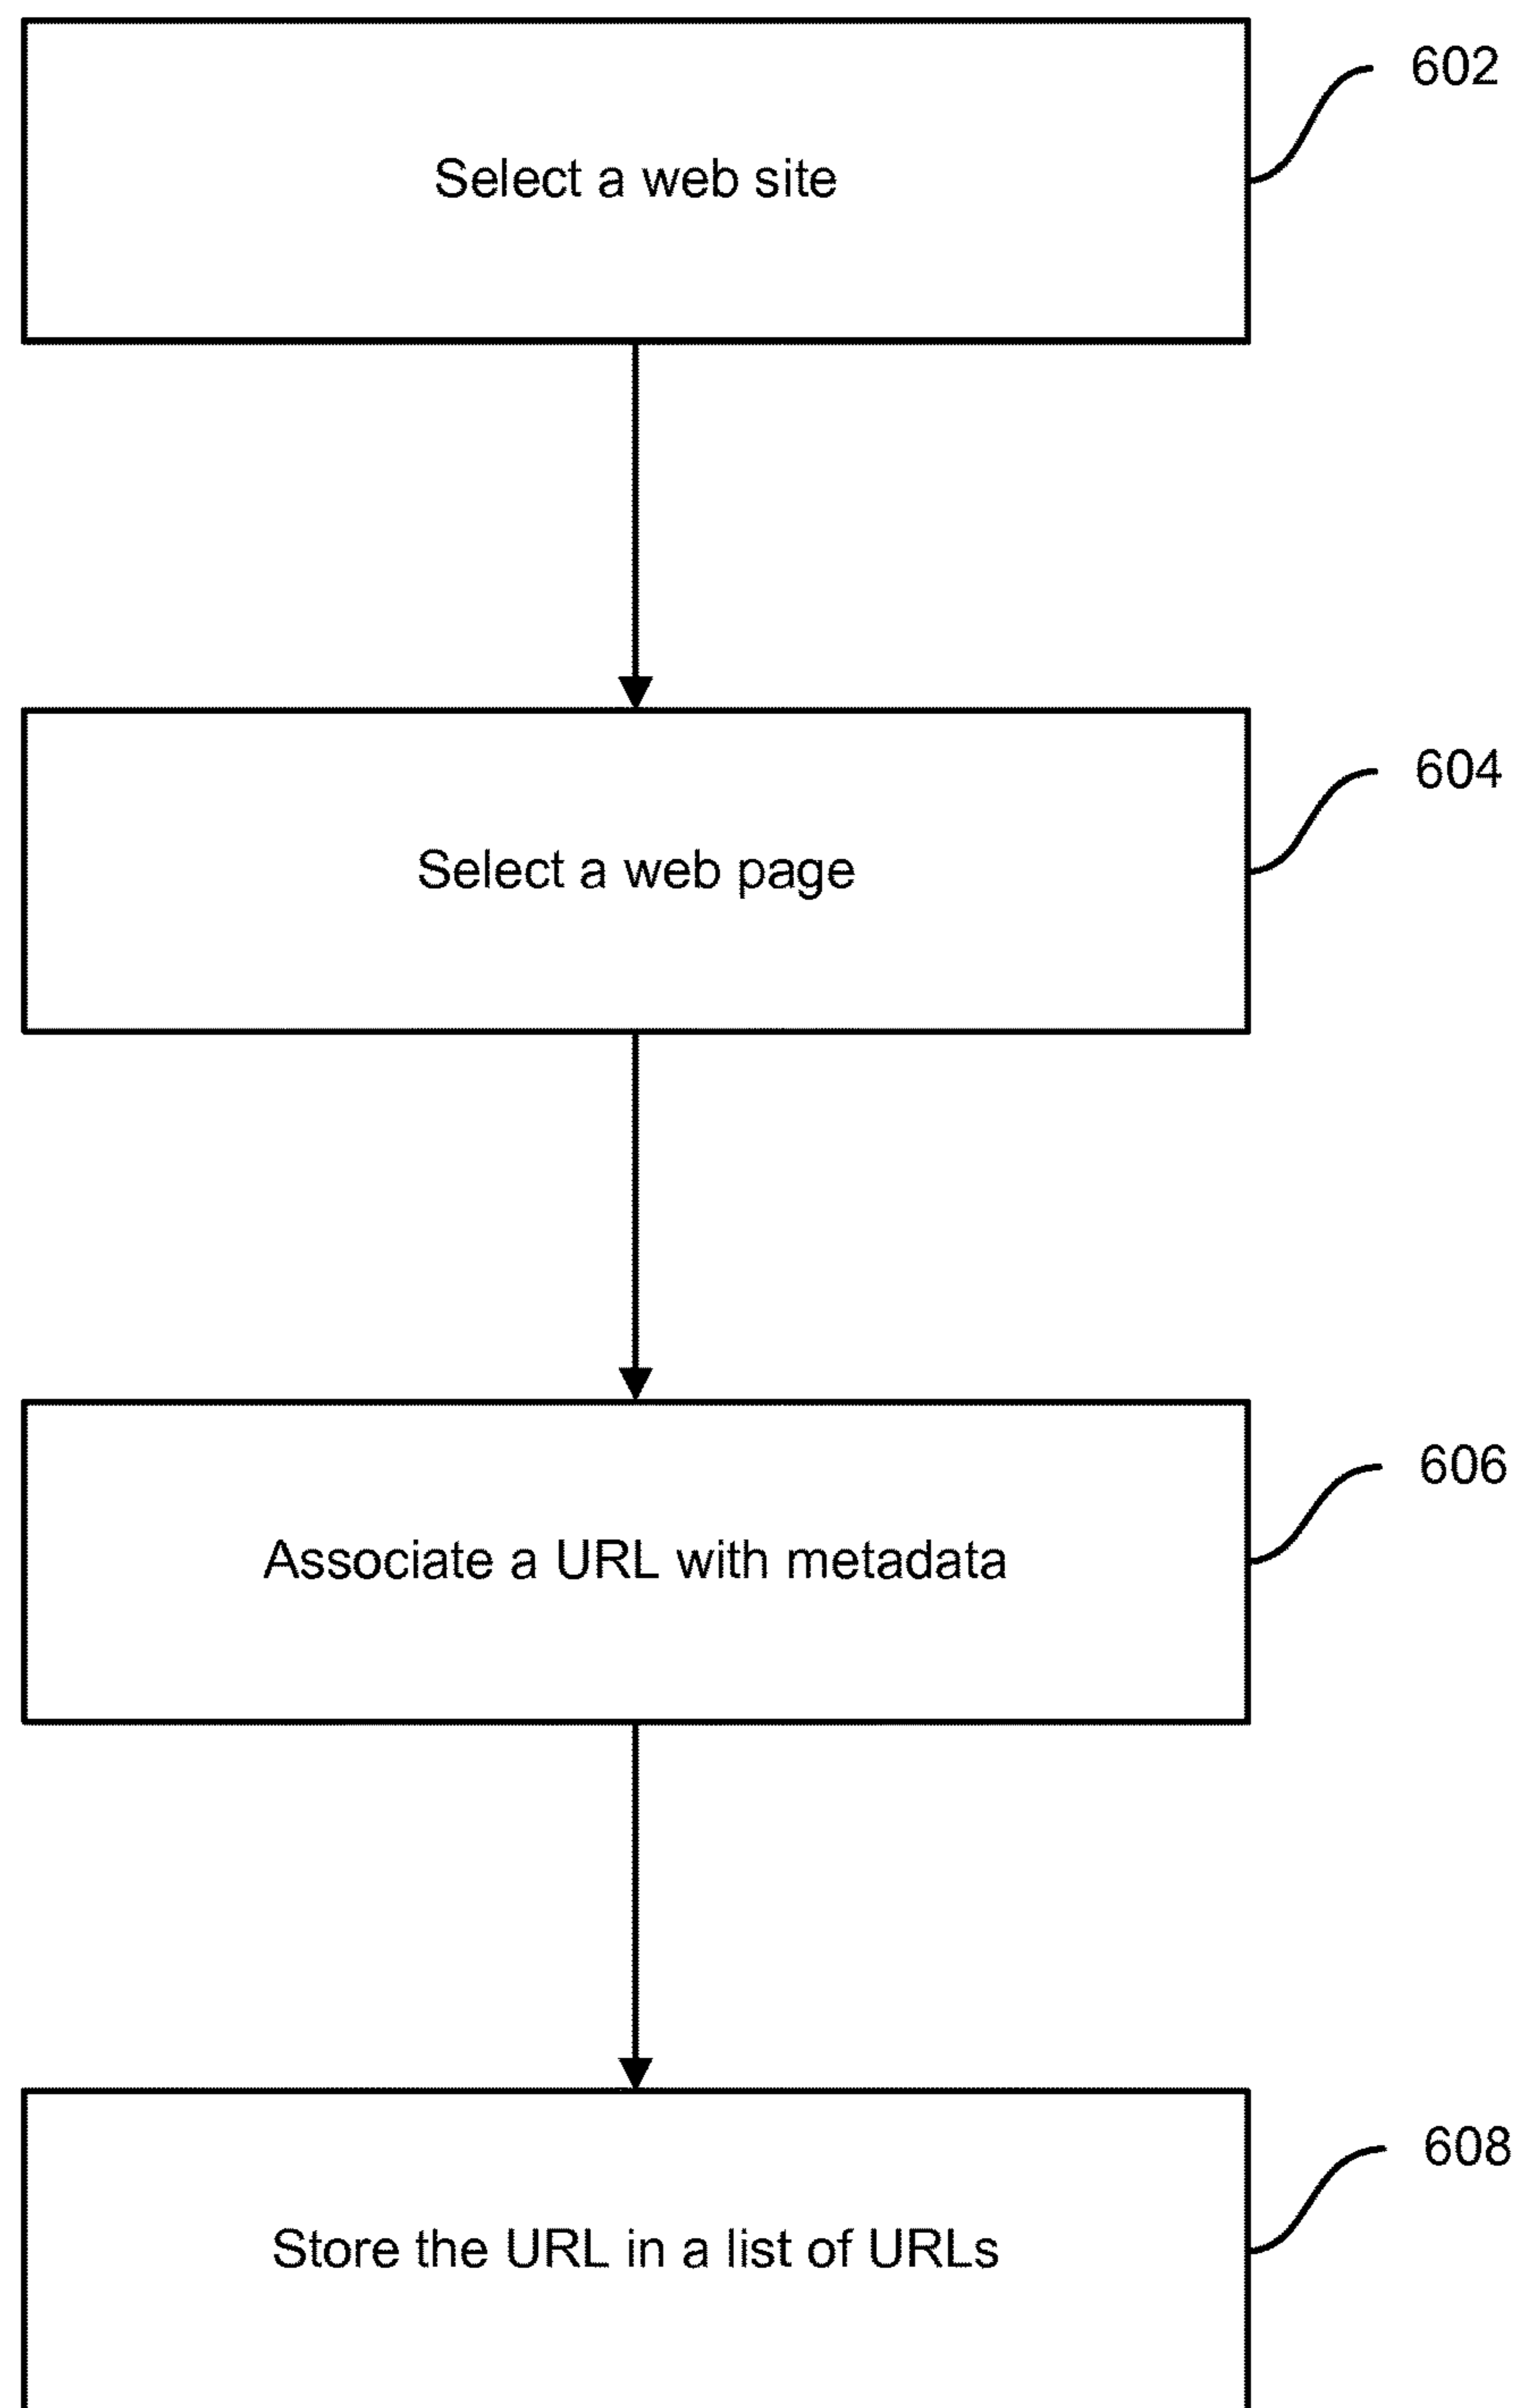 602
Select a web site
604
Select a web page
606
Associate a URL with metadata
608
Store the URL in a list of URLs